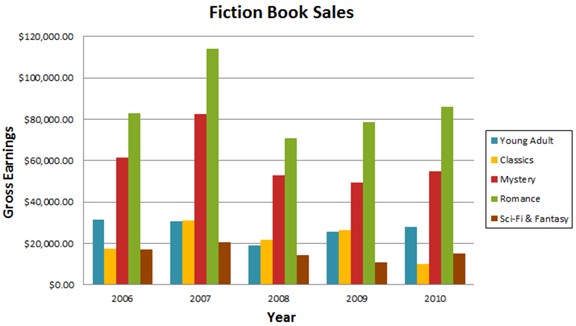 Fiction Book Sales
$120,000.00
$100,000.00
$80,000.00
$60,000.00
$40,000.00
$20,000.00
$0.00
Gross Earnings
2006 2007 2008 2009 2010
Year
Young Adult
Classics
Mystery
Romance
Sci-Fi & Fantasy